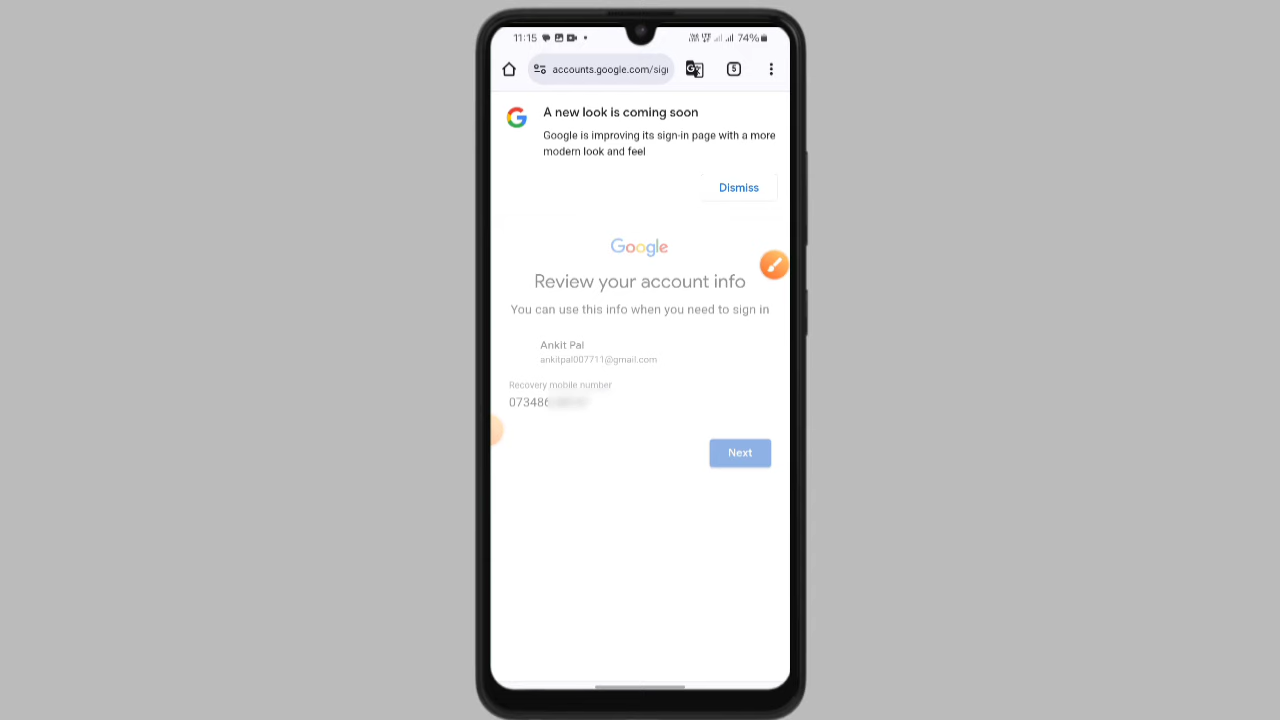 11:15
74%
accounts.google.com/sig
5
A new look is coming soon
Google is improving its sign-in page with a more
modern look and feel
Dismiss
Google
Review your account info
You can use this info when you need to sign in
Ankit Pal
ankitpal007711@gmail.com
Recovery mobile number
073486
Next